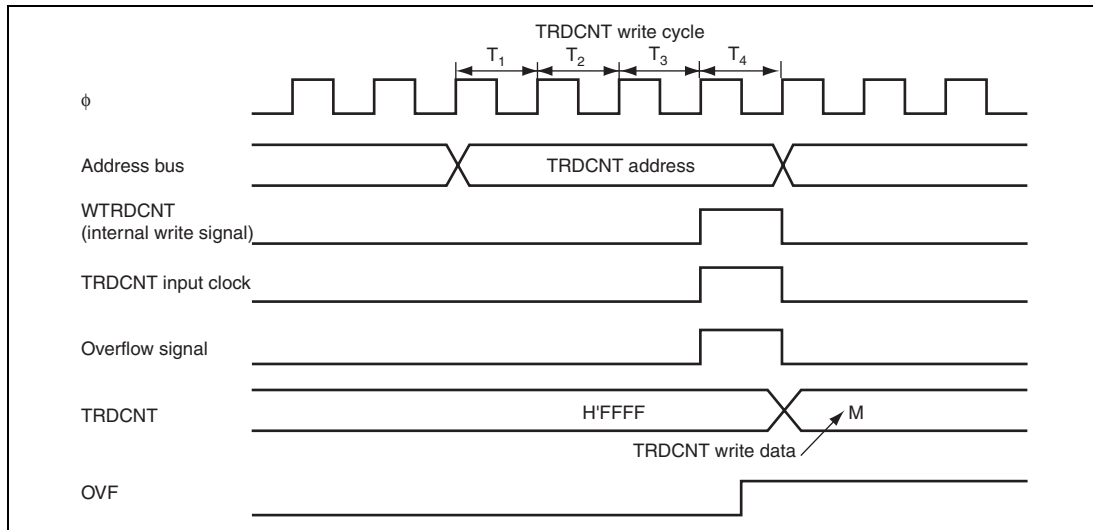 TRDCNT write cycle
T1 T2 T3 T4
ϕ
Address bus
TRDCNT address
WTRDCNT
(internal write signal)
TRDCNT input clock
Overflow signal
TRDCNT
H'FFFF
M
TRDCNT write data
OVF